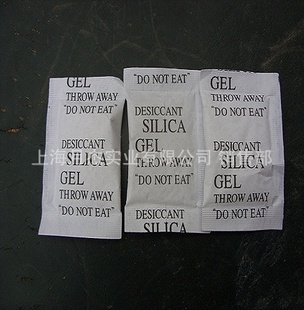 GEL
THROW AWAY
"DO NOT EAT"
DESICCANT
SILICA
GEL
THROW AWAY
"DO NOT EAT"
"DO NOT EAT"
DESICCANT
SILICA
GEL
THROW AWAY
"DO NOT EAT"
DESICCANT
SILICA
GEL
THROW AWAY
"DO NOT EAT"
DESICCANT
SILICA
GEL
THROW AWAY
"DO NOT EAT"